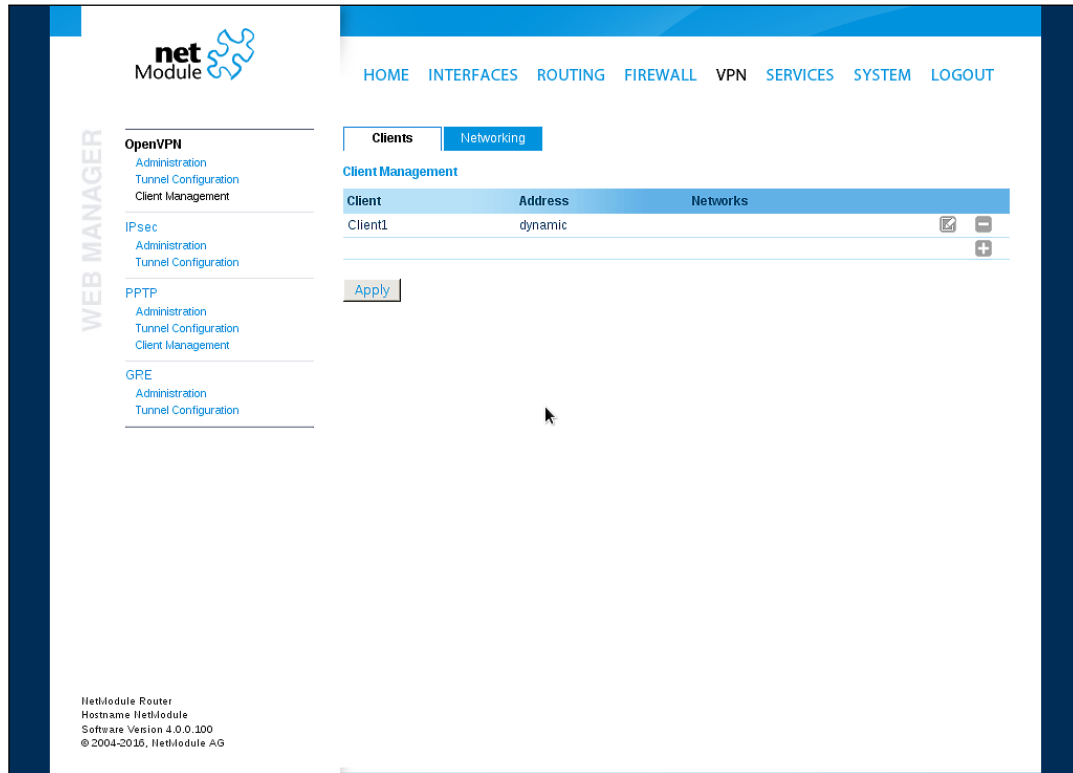 net
Module
HOME INTERFACES ROUTING FIREWALL VPN SERVICES SYSTEM LOGOUT
WEB MANAGER
OpenVPN
Administration
Tunnel Configuration
Client Management
IPsec
Administration
Tunnel Configuration
PPTP
Administration
Tunnel Configuration
Client Management
GRE
Administration
Tunnel Configuration
Clients Networking
Client Management
Client Address Networks
Client1 dynamic
Apply
NetModule Router
Hostname NetModule
Software Version 4.0.0.100
© 2004-2016, NetModule AG